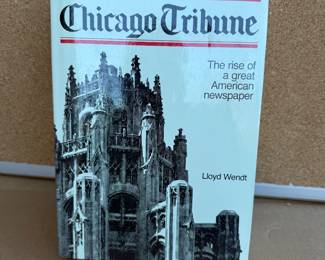 Chicago Tribune
The rise of
a great
American
newspaper
Lloyd Wendt